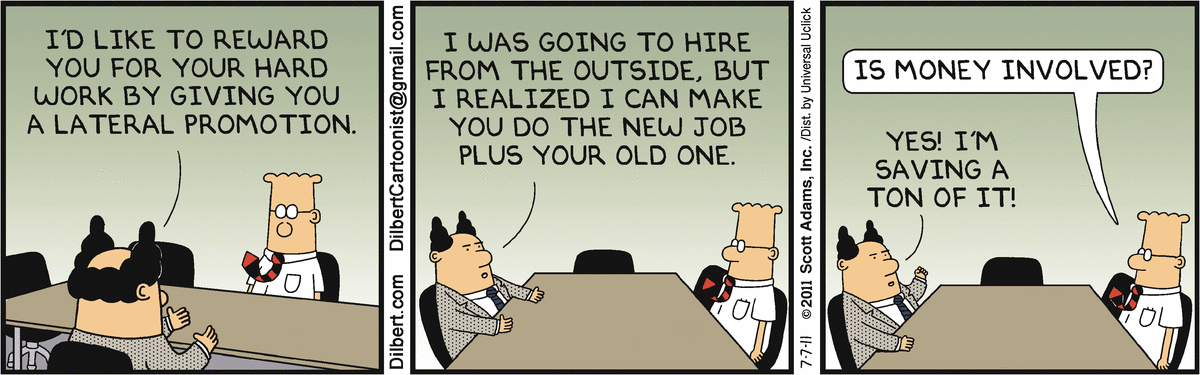 I'D LIKE TO REWARD
YOU FOR YOUR HARD
WORK BY GIVING YOU
A LATERAL PROMOTION.
Dilbert.com DilbertCartoonist@gmail.com
I WAS GOING TO HIRE
FROM THE OUTSIDE, BUT
I REALIZED I CAN MAKE
YOU DO THE NEW JOB
PLUS YOUR OLD ONE.
7-7-11 ©2011 Scott Adams, Inc. /Dist. by Universal Uclick
IS MONEY INVOLVED?
YES! I'M
SAVING A
TON OF IT!